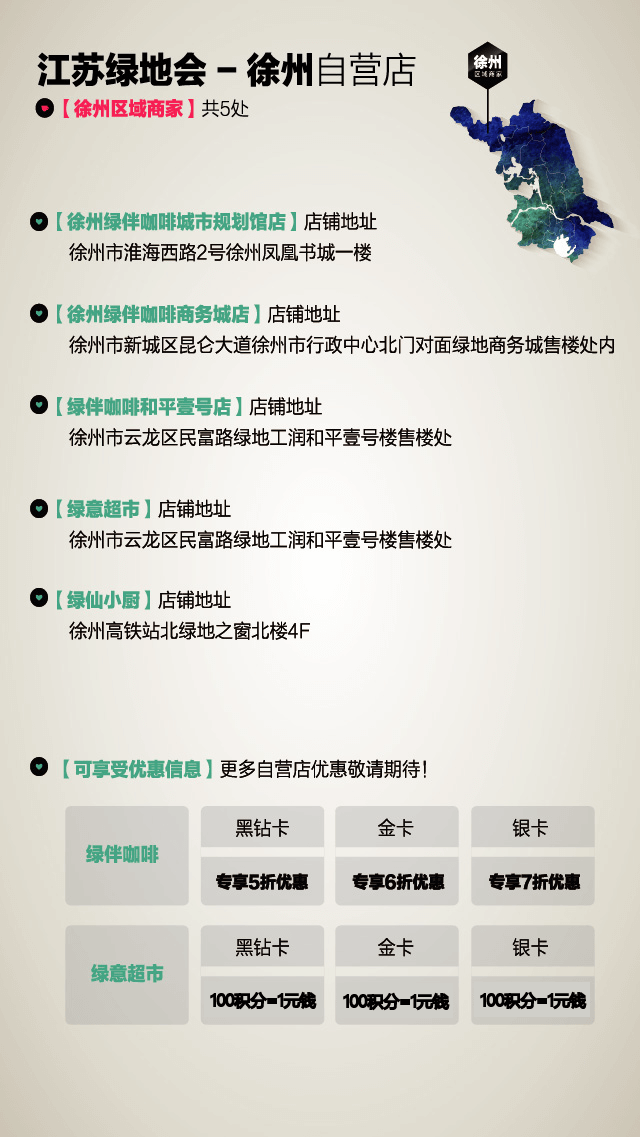 江苏绿地会 – 徐州自营店
【徐州区域商家】共5处
徐州
区域商家
【徐州绿伴咖啡城市规划馆店】店铺地址
徐州市淮海西路2号徐州凤凰书城一楼
【徐州绿伴咖啡商务城店】店铺地址
徐州市新城区昆仑大道徐州市行政中心北门对面绿地商务城售楼处内
【绿伴咖啡和平壹号店】店铺地址
徐州市云龙区民富路绿地工润和平壹号楼售楼处
【绿意超市】店铺地址
徐州市云龙区民富路绿地工润和平壹号楼售楼处
【绿仙小厨】店铺地址
徐州高铁站北绿地之窗北楼4F
【可享受优惠信息】更多自营店优惠敬请期待!
绿伴咖啡
黑钻卡 金卡 银卡
专享5折优惠 专享6折优惠 专享7折优惠
绿意超市
黑钻卡 金卡 银卡
100积分=1元钱 100积分=1元钱 100积分=1元钱